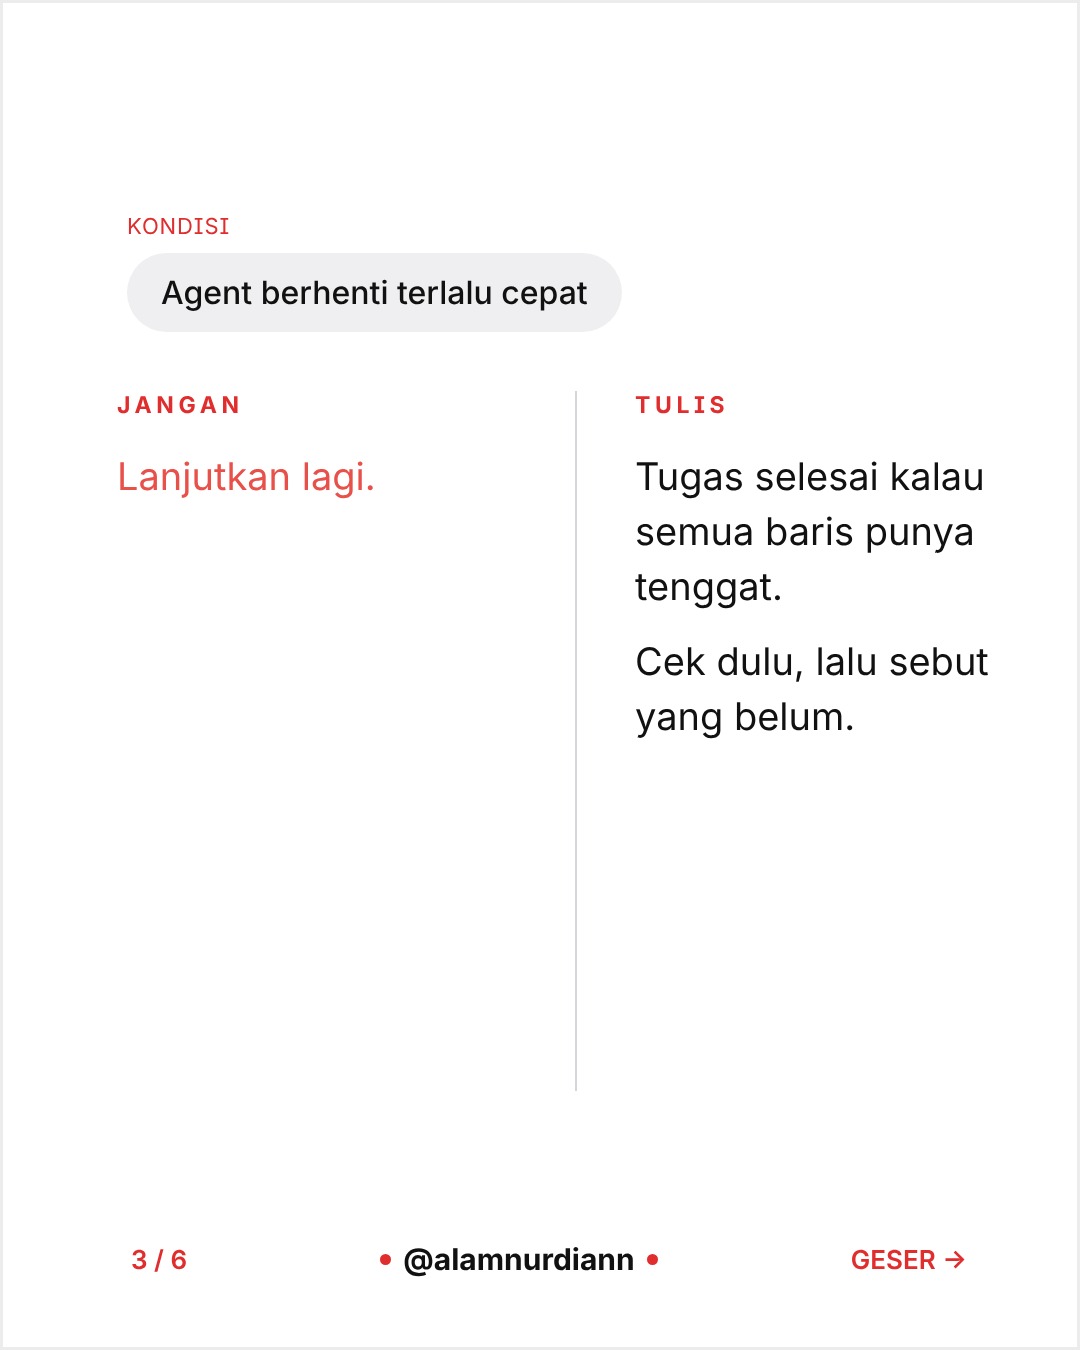 KONDISI
Agent berhenti terlalu cepat
JANGAN
Lanjutkan lagi.
TULIS
Tugas selesai kalau
semua baris punya
tenggat.
Cek dulu, lalu sebut
yang belum.
3 / 6
• @alamnurdiann •
GESER →